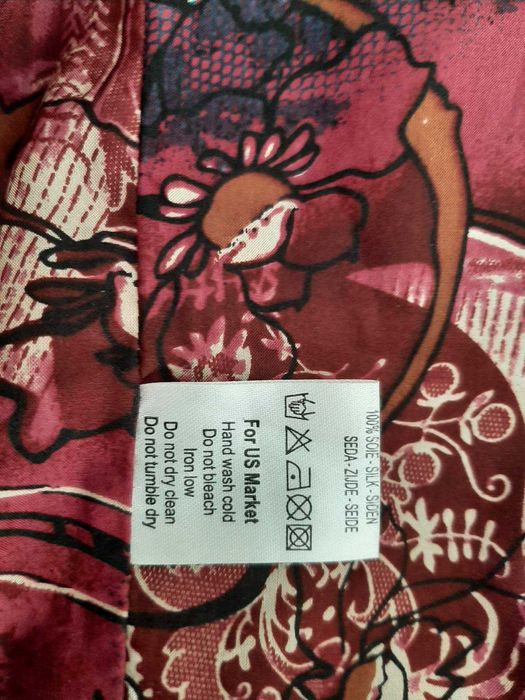 100% SOIE - SILK - SIDEN
SEDA - ZIJDE - SEIDE
For US Market
Hand wash cold
Do not bleach
Iron low
Do not dry clean
Do not tumble dry